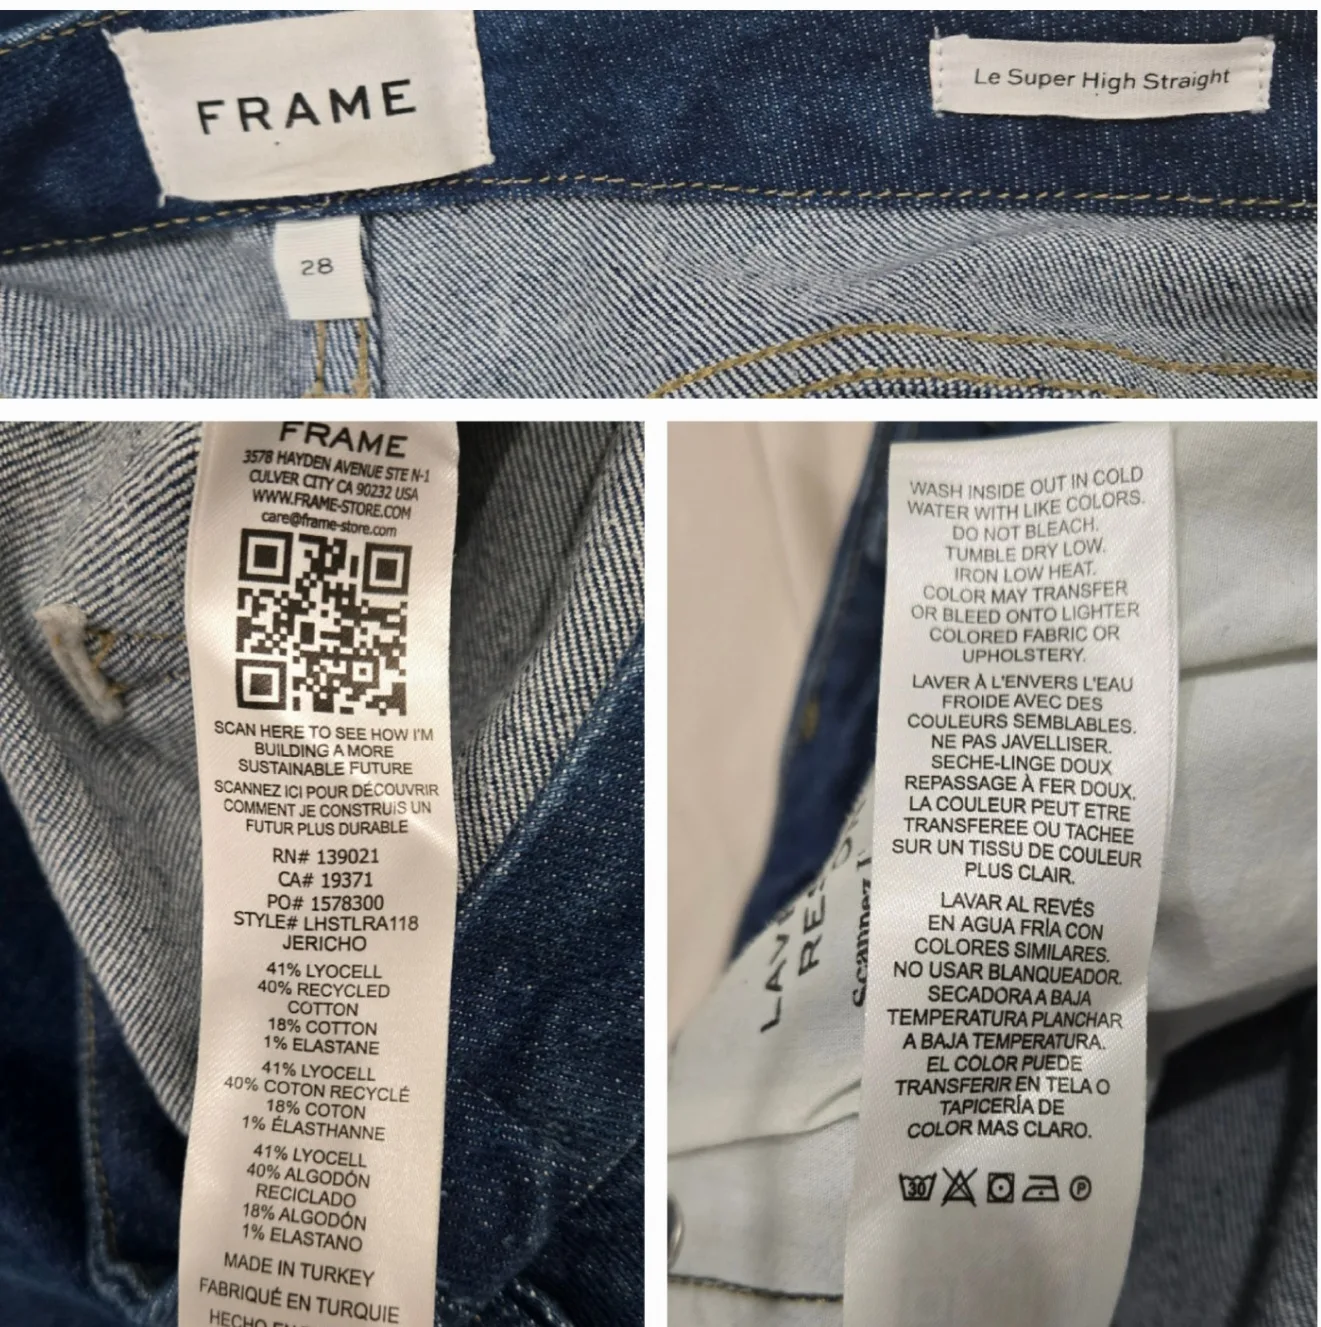 FRAME
Le Super High Straight
28
FRAME
3578 HAYDEN AVENUE STE N-1
CULVER CITY CA 90232 USA
WWW.FRAME-STORE.COM
care@frame-store.com
SCAN HERE TO SEE HOW I'M
BUILDING A MORE
SUSTAINABLE FUTURE
SCANNEZ ICI POUR DÉCOUVRIR
COMMENT JE CONSTRUIS UN
FUTUR PLUS DURABLE
RN# 139021
CA# 19371
PO# 1578300
STYLE# LHSTLRA118
JERICHO
41% LYOCELL
40% RECYCLED
COTTON
18% COTTON
1% ELASTANE
41% LYOCELL
40% COTON RECYCLÉ
18% COTON
1% ÉLASTHANNE
41% LYOCELL
40% ALGODÓN
RECICLADO
18% ALGODÓN
1% ELASTANO
MADE IN TURKEY
FABRIQUÉ EN TURQUIE
HECHO
WASH INSIDE OUT IN COLD
WATER WITH LIKE COLORS.
DO NOT BLEACH.
TUMBLE DRY LOW.
IRON LOW HEAT.
COLOR MAY TRANSFER
OR BLEED ONTO LIGHTER
COLORED FABRIC OR
UPHOLSTERY.
LAVER À L'ENVERS L'EAU
FROIDE AVEC DES
COULEURS SEMBLABLES.
NE PAS JAVELLISER.
SECHE-LINGE DOUX
REPASSAGE À FER DOUX.
LA COULEUR PEUT ETRE
TRANSFEREE OU TACHEE
SUR UN TISSU DE COULEUR
PLUS CLAIR.
LAVAR AL REVÉS
EN AGUA FRÍA CON
COLORES SIMILARES.
NO USAR BLANQUEADOR.
SECADORA A BAJA
TEMPERATURA PLANCHAR
A BAJA TEMPERATURA.
EL COLOR PUEDE
TRANSFERIR EN TELA O
TAPICERÍA DE
COLOR MAS CLARO.
30
P